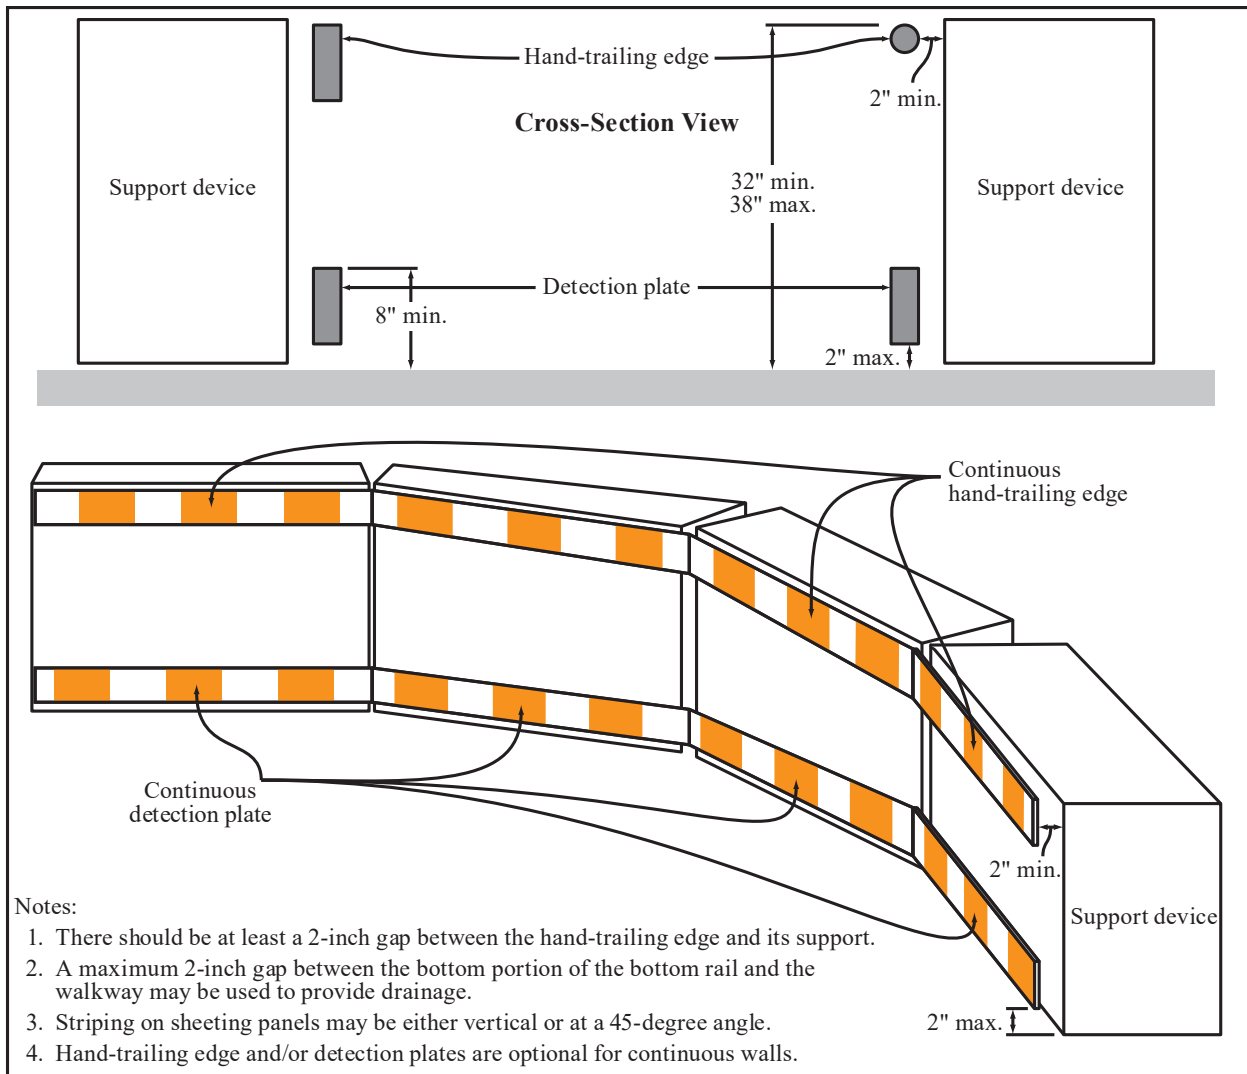 Hand-trailing edge
2" min.
Cross-Section View
Support device
32" min.
38" max.
Support device
Detection plate
8" min.
2" max.
Continuous
hand-trailing edge
Continuous
detection plate
2" min.
Support device
2" max.
Notes:
1. There should be at least a 2-inch gap between the hand-trailing edge and its support.
2. A maximum 2-inch gap between the bottom portion of the bottom rail and the
walkway may be used to provide drainage.
3. Striping on sheeting panels may be either vertical or at a 45-degree angle.
4. Hand-trailing edge and/or detection plates are optional for continuous walls.